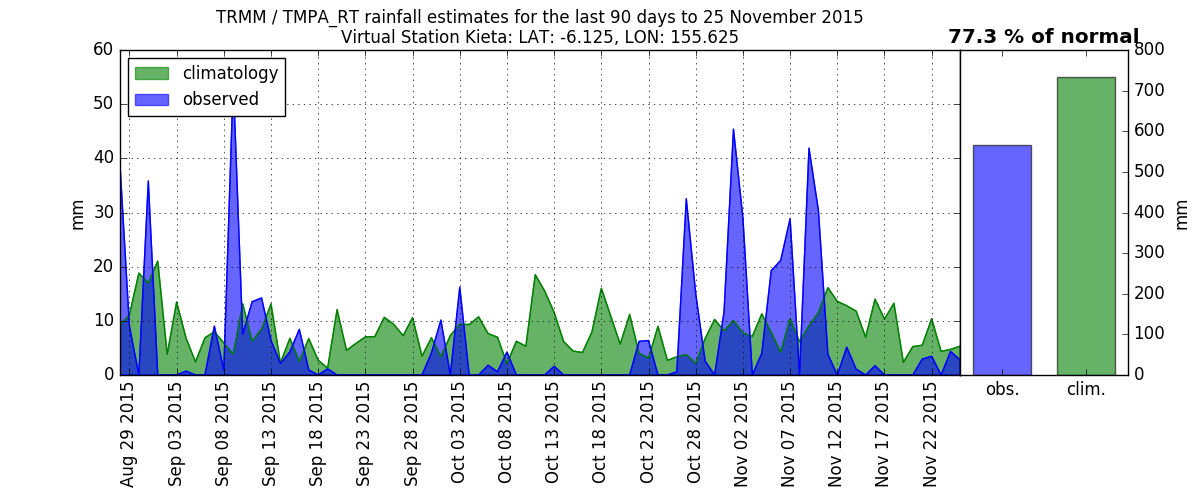 TRMM / TMPA_RT rainfall estimates for the last 90 days to 25 November 2015
Virtual Station Kieta: LAT: -6.125, LON: 155.625
77.3 % of normal
climatology
observed
60
50
40
30
20
10
0
mm
Aug 29 2015
Sep 03 2015
Sep 08 2015
Sep 13 2015
Sep 18 2015
Sep 23 2015
Sep 28 2015
Oct 03 2015
Oct 08 2015
Oct 13 2015
Oct 18 2015
Oct 23 2015
Oct 28 2015
Nov 02 2015
Nov 07 2015
Nov 12 2015
Nov 17 2015
Nov 22 2015
800
700
600
500
400
300
200
100
0
mm
obs.
clim.